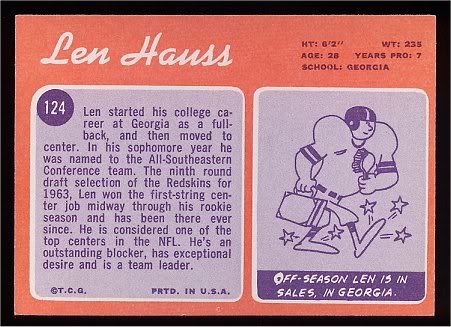 Len Hauss
HT: 6'2" WT: 235
AGE: 28 YEARS PRO: 7
SCHOOL: GEORGIA
124
Len started his college ca-
reer at Georgia as a full-
back, and then moved to
center. In his sophomore year he
was named to the All-Southeastern
Conference team. The ninth round
draft selection of the Redskins for
1963, Len won the first-string cen-
ter job midway through his rookie
season and has been there ever
since. He is considered one of the
top centers in the NFL. He's an
outstanding blocker, has exceptional
desire and is a team leader.
©T.C.G. PRTD. IN U.S.A.
OFF-SEASON LEN IS IN
SALES, IN GEORGIA.